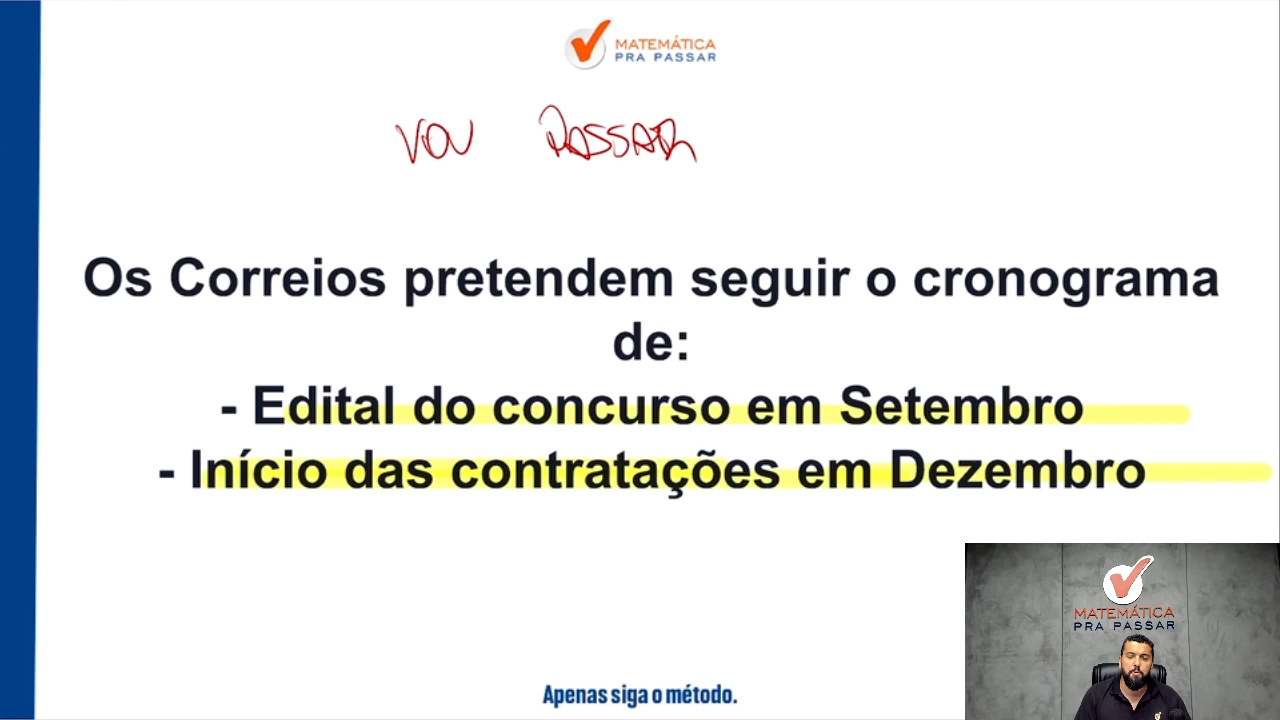 MATEMÁTICA
PRA PASSAR
VOU PASSAR
Os Correios pretendem seguir o cronograma
de:
- Edital do concurso em Setembro
- Início das contratações em Dezembro
MATEMÁTICA
PRA PASSAR
Apenas siga o método.